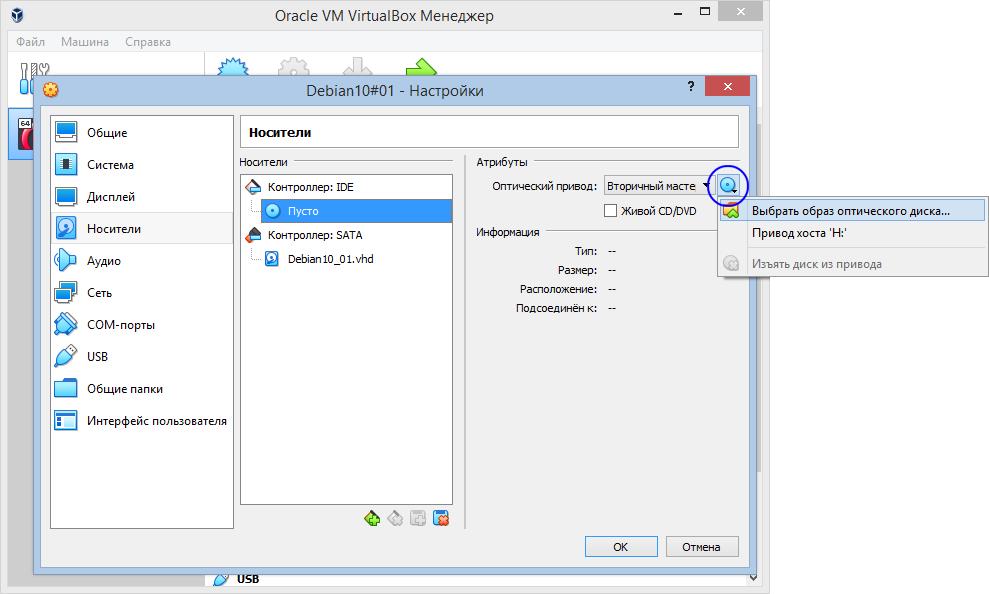 Oracle VM VirtualBox Менеджер
Файл Машина Справка
64
Debian10#01 - Настройки
?
Общие
Система
Дисплей
Носители
Аудио
Сеть
COM-порты
USB
Общие папки
Интерфейс пользователя
Носители
Носители
Контроллер: IDE
Пусто
Контроллер: SATA
Debian10_01.vhd
Атрибуты
Оптический привод: Вторичный масте
Живой CD/DVD
Информация
Тип: --
Размер: --
Расположение: --
Подсоединён к: --
Выбрать образ оптического диска...
Привод хоста 'H:'
Изъять диск из привода
OK Отмена
USB